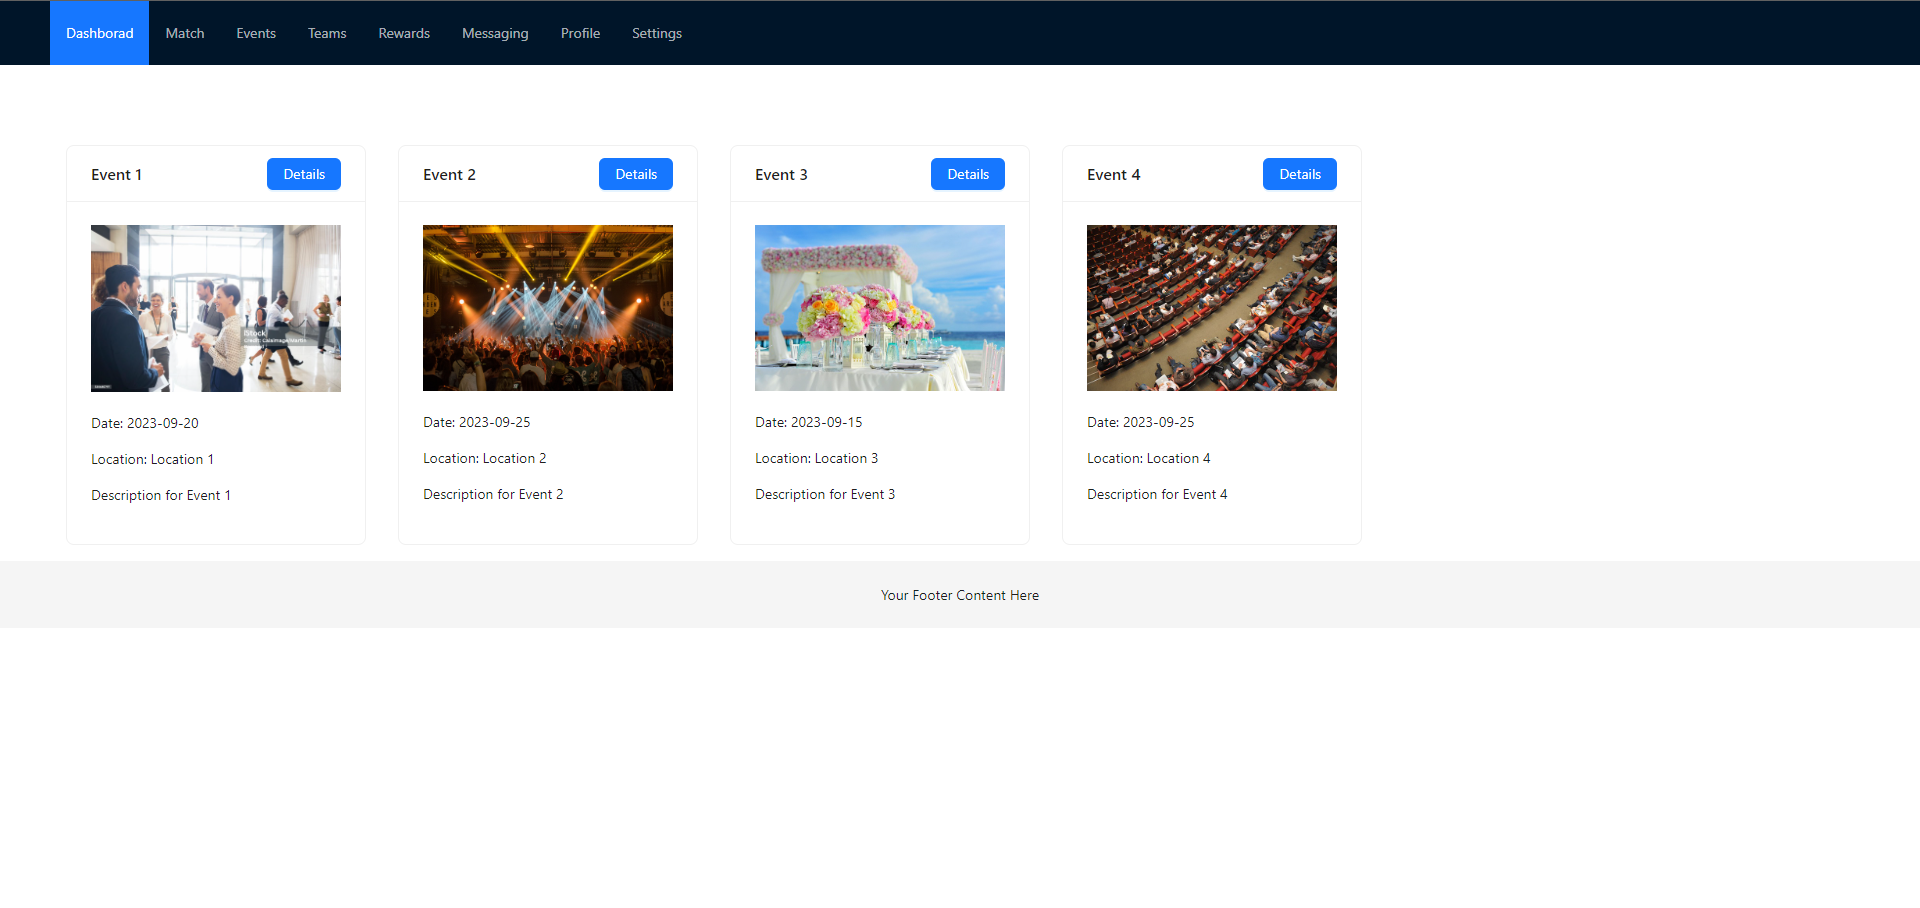 Dashborad Match Events Teams Rewards Messaging Profile Settings
Event 1 Details
Event 2 Details
Event 3 Details
Event 4 Details
iStock
Date: 2023-09-20
Location: Location 1
Description for Event 1
Date: 2023-09-25
Location: Location 2
Description for Event 2
Date: 2023-09-15
Location: Location 3
Description for Event 3
Date: 2023-09-25
Location: Location 4
Description for Event 4
Your Footer Content Here